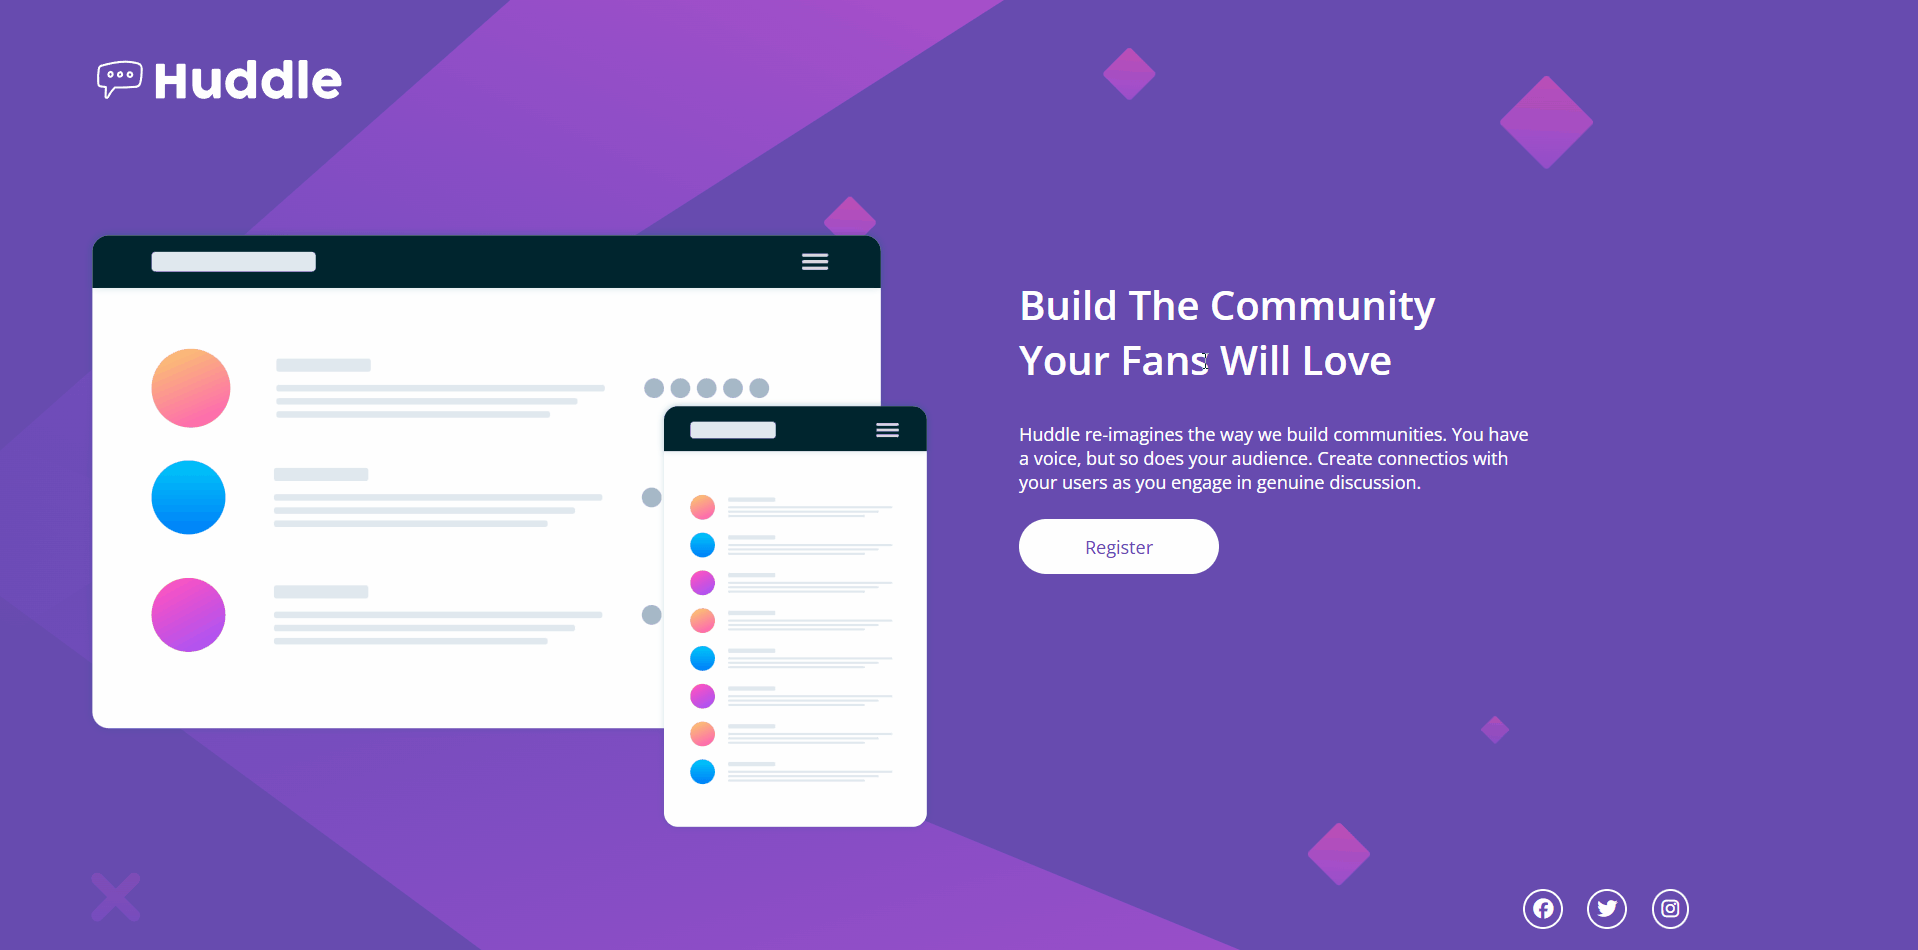 Huddle
Build The Community
Your Fans Will Love
Huddle re-imagines the way we build communities. You have
a voice, but so does your audience. Create connectios with
your users as you engage in genuine discussion.
Register